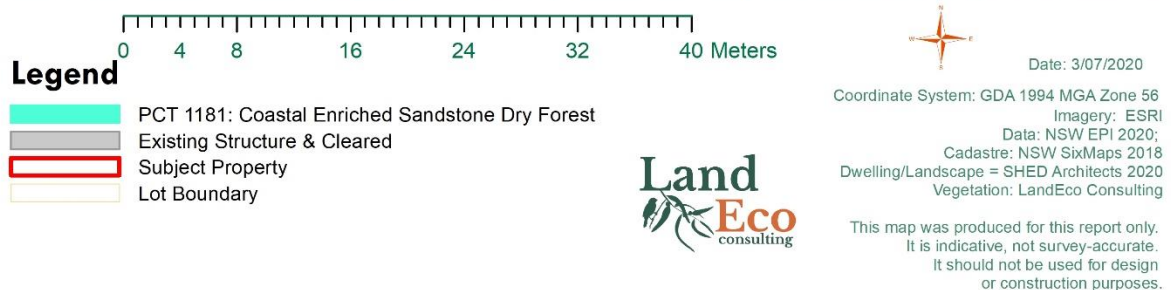 0 4 8 16 24 32 40 Meters
Legend
PCT 1181: Coastal Enriched Sandstone Dry Forest
Existing Structure & Cleared
Subject Property
Lot Boundary
Land
Eco
consulting
N
W E
S
Date: 3/07/2020
Coordinate System: GDA 1994 MGA Zone 56
Imagery: ESRI
Data: NSW EPI 2020;
Cadastre: NSW SixMaps 2018
Dwelling/Landscape = SHED Architects 2020
Vegetation: LandEco Consulting
This map was produced for this report only.
It is indicative, not survey-accurate.
It should not be used for design
or construction purposes.